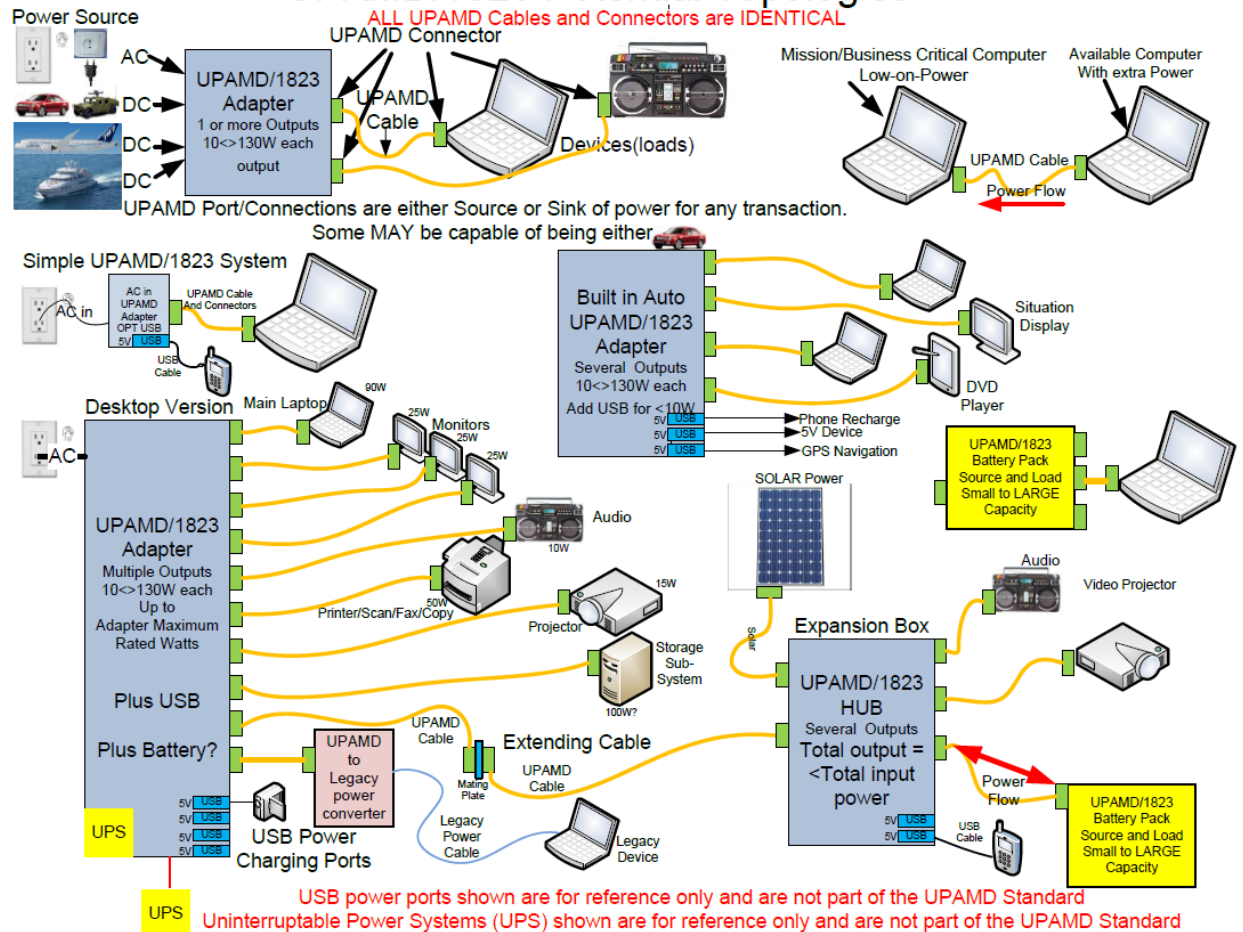 ALL UPAMD Cables and Connectors are IDENTICAL
Power Source
UPAMD Connector
AC
DC
DC
DC
UPAMD/1823
Adapter
1 or more Outputs
10<>130W each
output
UPAMD
Cable
Devices(loads)
Mission/Business Critical Computer
Low-on-Power
Available Computer
With extra Power
UPAMD Cable
Power Flow
UPAMD Port/Connections are either Source or Sink of power for any transaction.
Some MAY be capable of being either
Simple UPAMD/1823 System
AC in
AC in
UPAMD
Adapter
OPT USB
5V USB
UPAMD Cable
And Connectors
USB
Cable
Built in Auto
UPAMD/1823
Adapter
Several Outputs
10<>130W each
Add USB for <10W
5V USB
5V USB
5V USB
Phone Recharge
5V Device
GPS Navigation
Situation
Display
DVD
Player
Desktop Version
AC
Main Laptop
90W
25W
Monitors
25W
25W
UPAMD/1823
Adapter
Multiple Outputs
10<>130W each
Up to
Adapter Maximum
Rated Watts
Plus USB
Plus Battery?
5V USB
5V USB
5V USB
5V USB
UPS
UPS
Audio
10W
Printer/Scan/Fax/Copy
50W
Projector
15W
Storage
Sub-
System
100W?
UPAMD
Cable
Extending Cable
Mating
Plate
UPAMD
Cable
UPAMD
to
Legacy
power
converter
Legacy
Power
Cable
Legacy
Device
USB Power
Charging Ports
UPAMD/1823
Battery Pack
Source and Load
Small to LARGE
Capacity
SOLAR Power
Solar
Expansion Box
UPAMD/1823
HUB
Several Outputs
Total output =
<Total input
power
5V USB
5V USB
USB
Cable
Audio
Video Projector
Power
Flow
UPAMD/1823
Battery Pack
Source and Load
Small to LARGE
Capacity
USB power ports shown are for reference only and are not part of the UPAMD Standard
Uninterruptable Power Systems (UPS) shown are for reference only and are not part of the UPAMD Standard